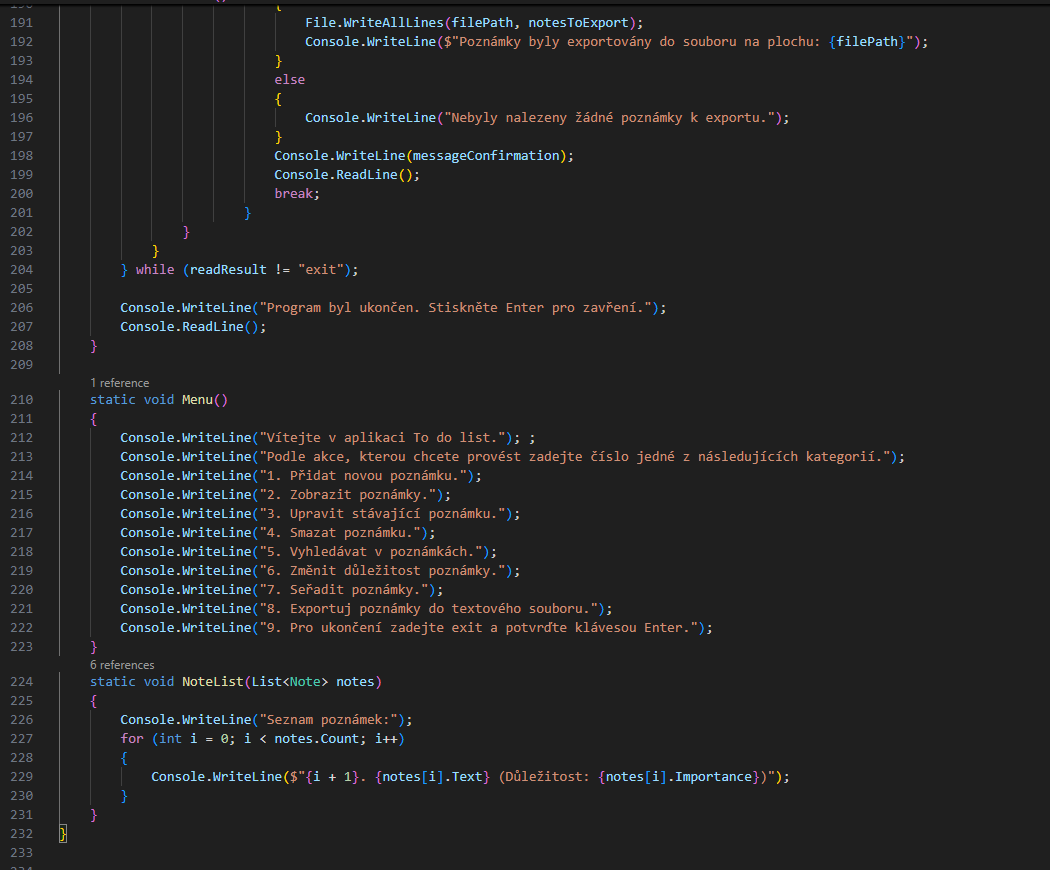 191 File.WriteAllLines(filePath, notesToExport);
192 Console.WriteLine($"Poznámky byly exportovány do souboru na plochu: {filePath}");
193 }
194 else
195 {
196 Console.WriteLine("Nebyly nalezeny žádné poznámky k exportu.");
197 }
198 Console.WriteLine(messageConfirmation);
199 Console.ReadLine();
200 break;
201 }
202 }
203 }
204 } while (readResult != "exit");
205
206 Console.WriteLine("Program byl ukončen. Stiskněte Enter pro zavření.");
207 Console.ReadLine();
208 }
209
1 reference
210 static void Menu()
211 {
212 Console.WriteLine("Vítejte v aplikaci To do list."); ;
213 Console.WriteLine("Podle akce, kterou chcete provést zadejte číslo jedné z následujících kategorií.");
214 Console.WriteLine("1. Přidat novou poznámku.");
215 Console.WriteLine("2. Zobrazit poznámky.");
216 Console.WriteLine("3. Upravit stávající poznámku.");
217 Console.WriteLine("4. Smazat poznámku.");
218 Console.WriteLine("5. Vyhledávat v poznámkách.");
219 Console.WriteLine("6. Změnit důležitost poznámky.");
220 Console.WriteLine("7. Seřadit poznámky.");
221 Console.WriteLine("8. Exportuj poznámky do textového souboru.");
222 Console.WriteLine("9. Pro ukončení zadejte exit a potvrďte klávesou Enter.");
223 }
6 references
224 static void NoteList(List<Note> notes)
225 {
226 Console.WriteLine("Seznam poznámek:");
227 for (int i = 0; i < notes.Count; i++)
228 {
229 Console.WriteLine($"{i + 1}. {notes[i].Text} (Důležitost: {notes[i].Importance})");
230 }
231 }
232 }
233